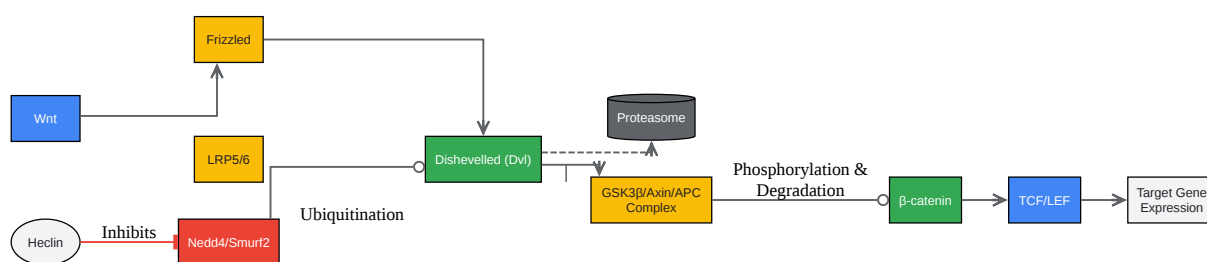 Frizzled
Wnt
Proteasome
LRP5/6
Dishevelled (Dvl)
Phosphorylation &
Degradation
GSK3β/Axin/APC
Complex
β-catenin
TCF/LEF
Target Gene
Expression
Ubiquitination
Heclin
Inhibits
Nedd4/Smurf2